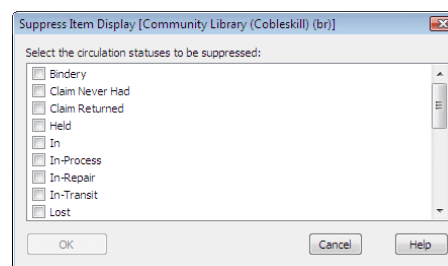 Suppress Item Display [Community Library (Cobleskill) (br)]
Select the circulation statuses to be suppressed:
Bindery
Claim Never Had
Claim Returned
Held
In
In-Process
In-Repair
In-Transit
Lost
OK Cancel Help